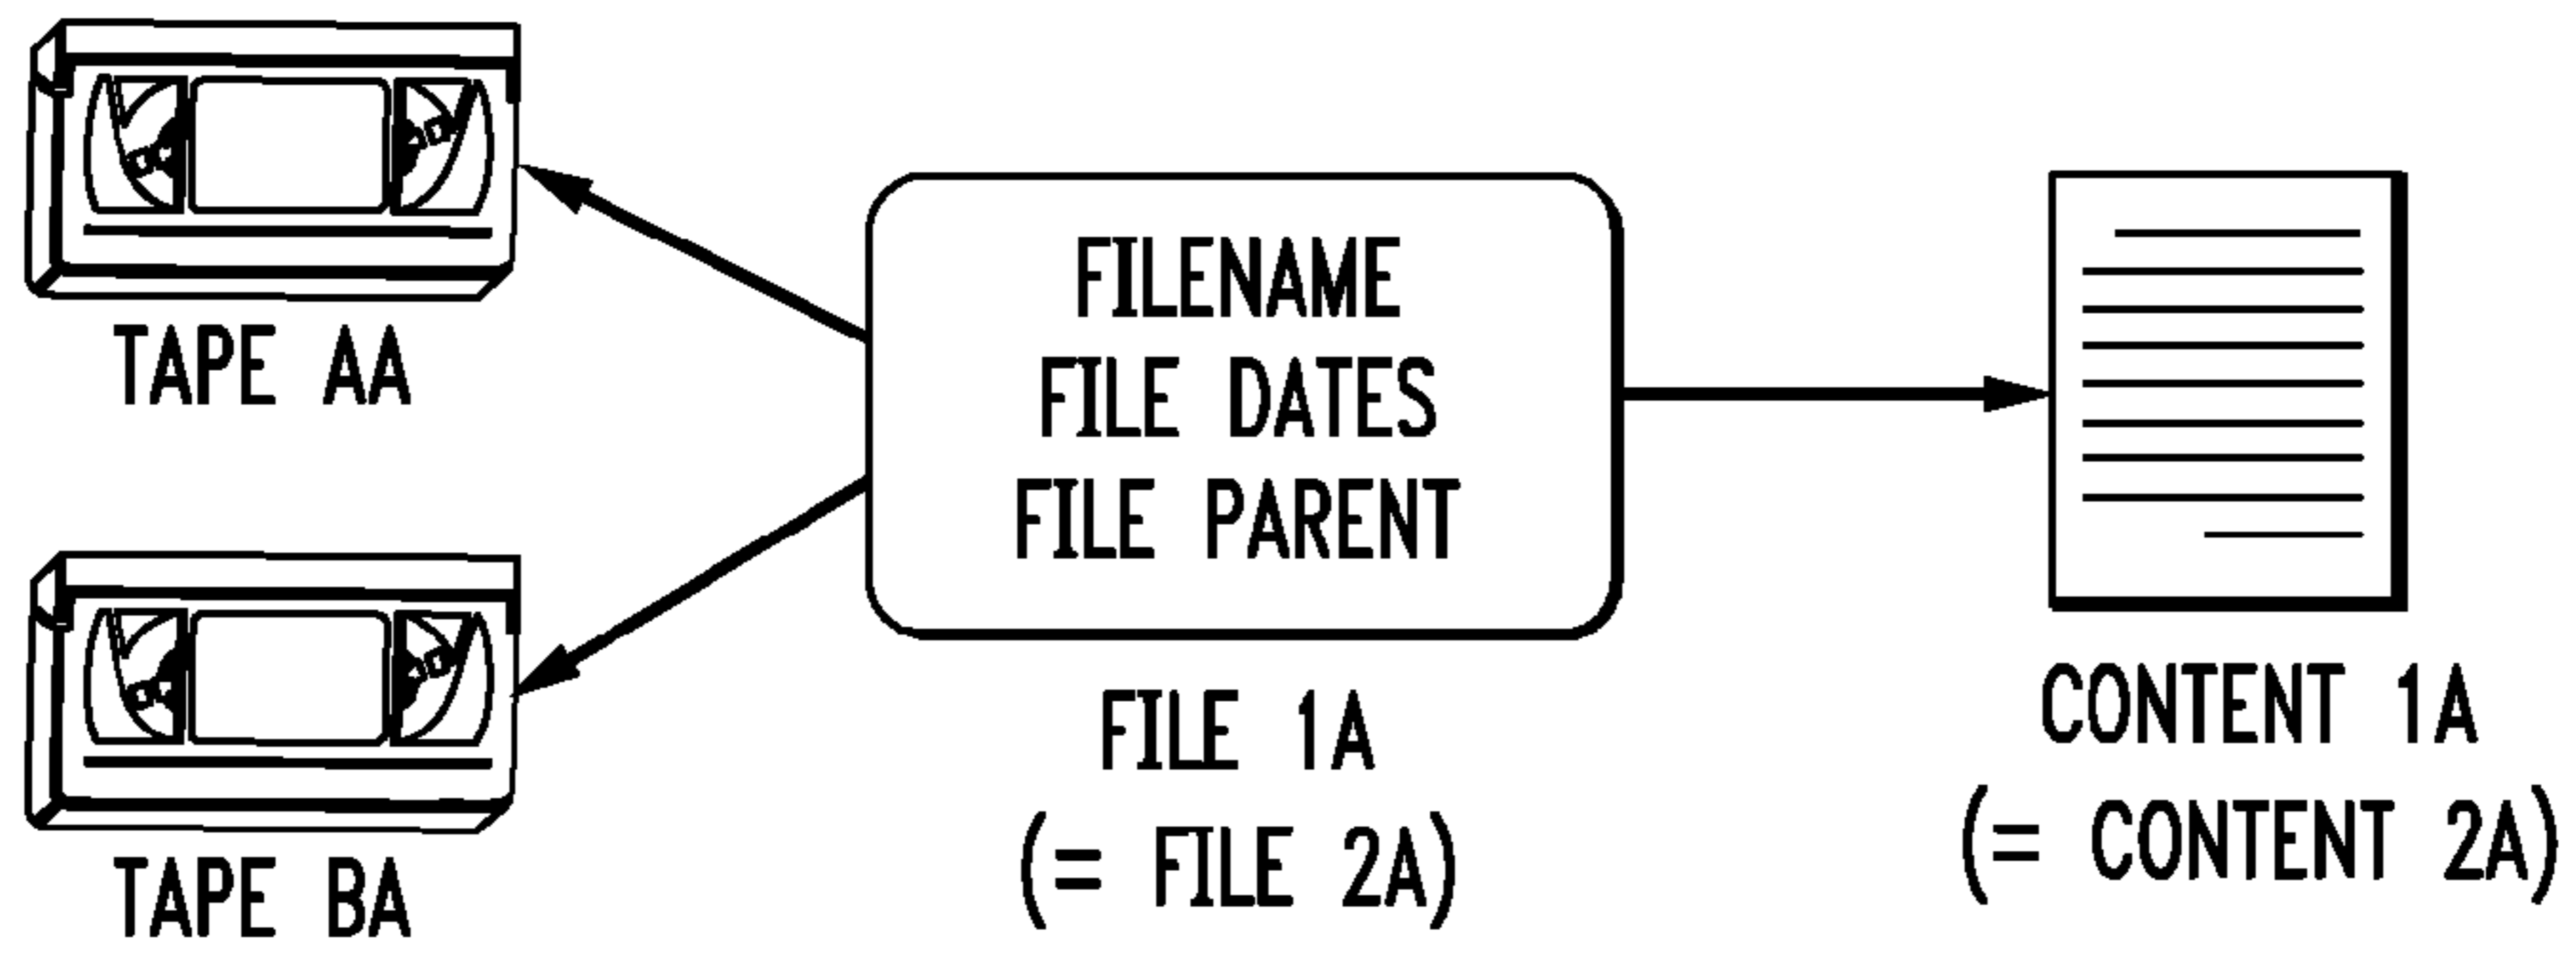 TAPE AA
TAPE BA
FILENAME
FILE DATES
FILE PARENT
FILE 1A
(= FILE 2A)
CONTENT 1A
(= CONTENT 2A)